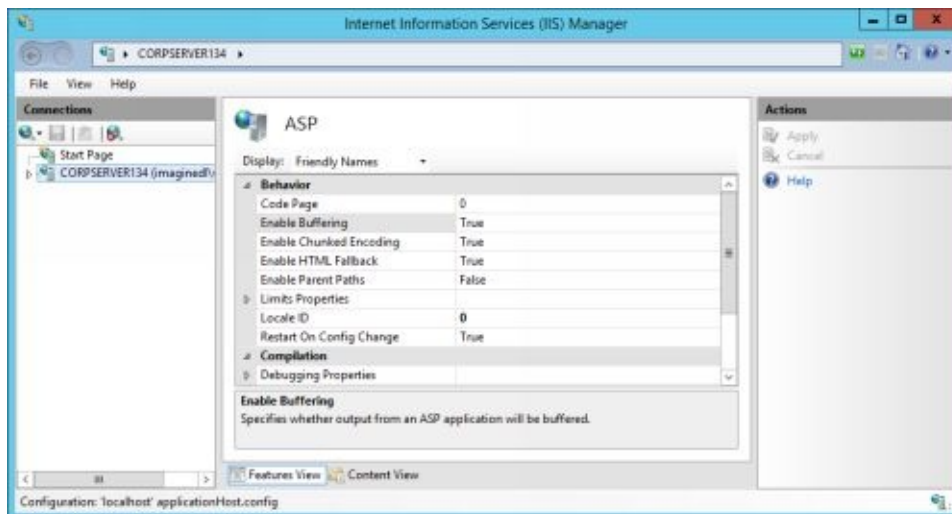 Internet Information Services (IIS) Manager
CORPSERVER134
File View Help
Connections
Start Page
CORPSERVER134 (imaginedl\
ASP
Display: Friendly Names
Behavior
Code Page 0
Enable Buffering True
Enable Chunked Encoding True
Enable HTML Fallback True
Enable Parent Paths False
Limits Properties
Locale ID 0
Restart On Config Change True
Compilation
Debugging Properties
Enable Buffering
Specifies whether output from an ASP application will be buffered.
Features View Content View
Actions
Apply
Cancel
Help
Configuration: 'localhost' applicationHost.config